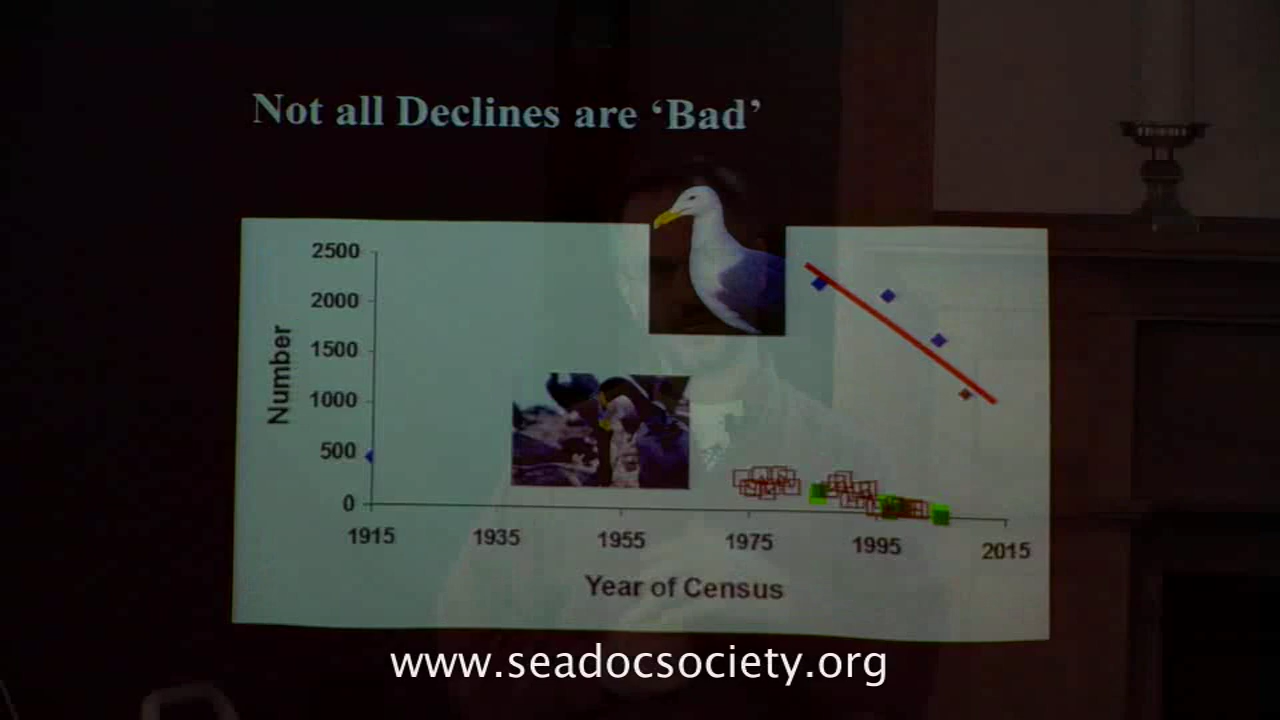 Not all Declines are ‘Bad’
2500
2000
1500
1000
500
0
Number
1915 1935 1955 1975 1995 2015
Year of Census
www.seadocsociety.org